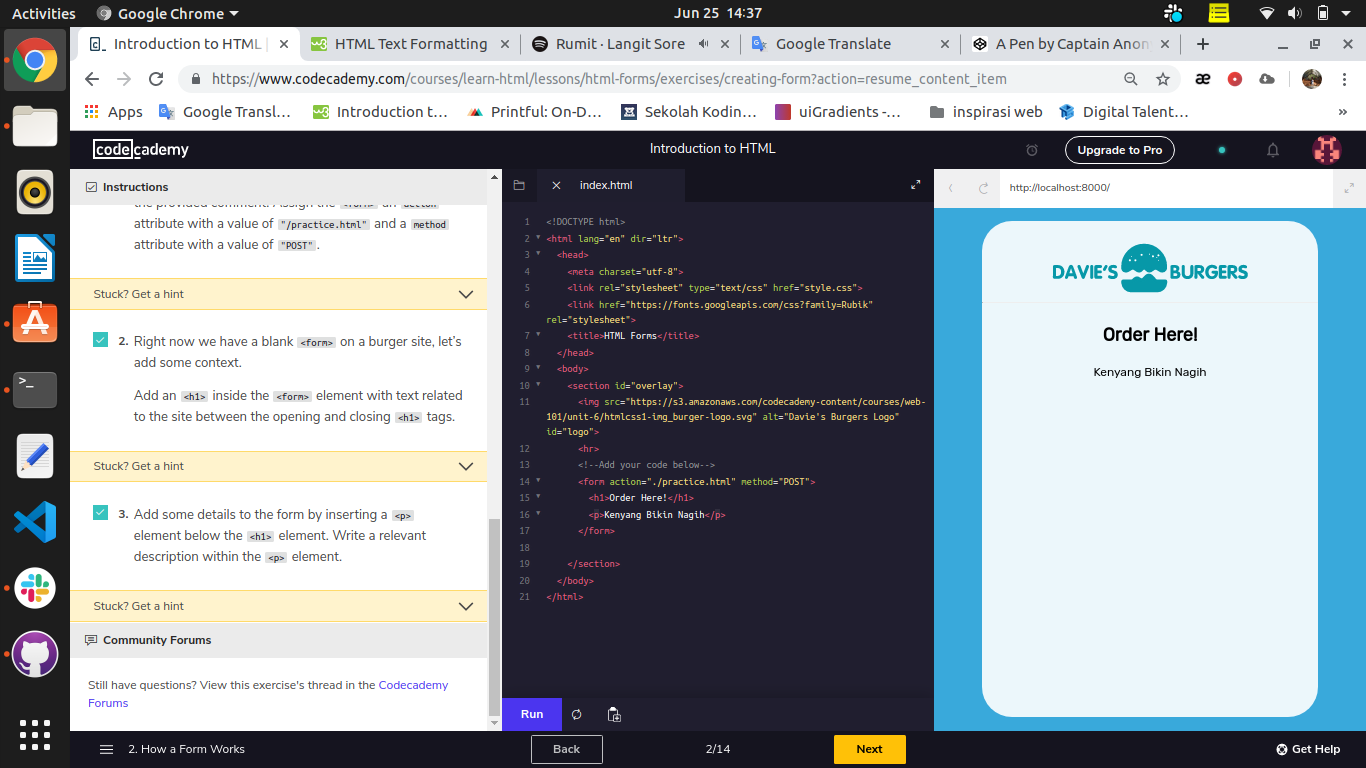 Activities
Google Chrome
Jun 25 14:37
Introduction to HTML |
HTML Text Formatting
Rumit · Langit Sore
Google Translate
A Pen by Captain Anon
https://www.codecademy.com/courses/learn-html/lessons/html-forms/exercises/creating-form?action=resume_content_item
Apps
Google Transl...
Introduction t...
Printful: On-D...
Sekolah Kodin...
uiGradients -...
inspirasi web
Digital Talent...
»
codecademy
Introduction to HTML
Upgrade to Pro
Instructions
the provided comment. Assign the <form> an action
attribute with a value of "/practice.html" and a method
attribute with a value of "POST".
Stuck? Get a hint
2. Right now we have a blank <form> on a burger site, let's
add some context.
Add an <h1> inside the <form> element with text related
to the site between the opening and closing <h1> tags.
Stuck? Get a hint
3. Add some details to the form by inserting a <p>
element below the <h1> element. Write a relevant
description within the <p> element.
Stuck? Get a hint
Community Forums
Still have questions? View this exercise's thread in the Codecademy
Forums
index.html
1 <!DOCTYPE html>
2 <html lang="en" dir="ltr">
3 <head>
4 <meta charset="utf-8">
5 <link rel="stylesheet" type="text/css" href="style.css">
6 <link href="https://fonts.googleapis.com/css?family=Rubik"
rel="stylesheet">
7 <title>HTML Forms</title>
8 </head>
9 <body>
10 <section id="overlay">
11 <img src="https://s3.amazonaws.com/codecademy-content/courses/web-
101/unit-6/htmlcss1-img_burger-logo.svg" alt="Davie's Burgers Logo"
id="logo">
12 <hr>
13 <!--Add your code below-->
14 <form action="./practice.html" method="POST">
15 <h1>Order Here!</h1>
16 <p>Kenyang Bikin Nagih</p>
17 </form>
18
19 </section>
20 </body>
21 </html>
Run
http://localhost:8000/
DAVIE'S BURGERS
Order Here!
Kenyang Bikin Nagih
2. How a Form Works
Back
2/14
Next
Get Help